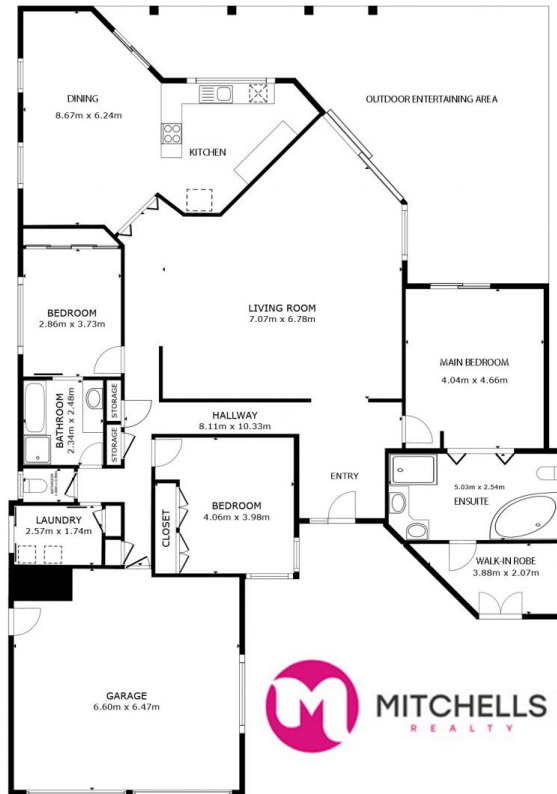 DINING
8.67m x 6.24m
OUTDOOR ENTERTAINING AREA
KITCHEN
BEDROOM
2.86m x 3.73m
LIVING ROOM
7.07m x 6.78m
MAIN BEDROOM
4.04m x 4.66m
BATHROOM
2.34m x 2.48m
STORAGE
STORAGE
HALLWAY
8.11m x 10.33m
ENTRY
5.03m x 2.54m
ENSUITE
BEDROOM
4.06m x 3.98m
CLOSET
LAUNDRY
2.57m x 1.74m
WALK-IN ROBE
3.88m x 2.07m
GARAGE
6.60m x 6.47m
MITCHELLS
REALTY